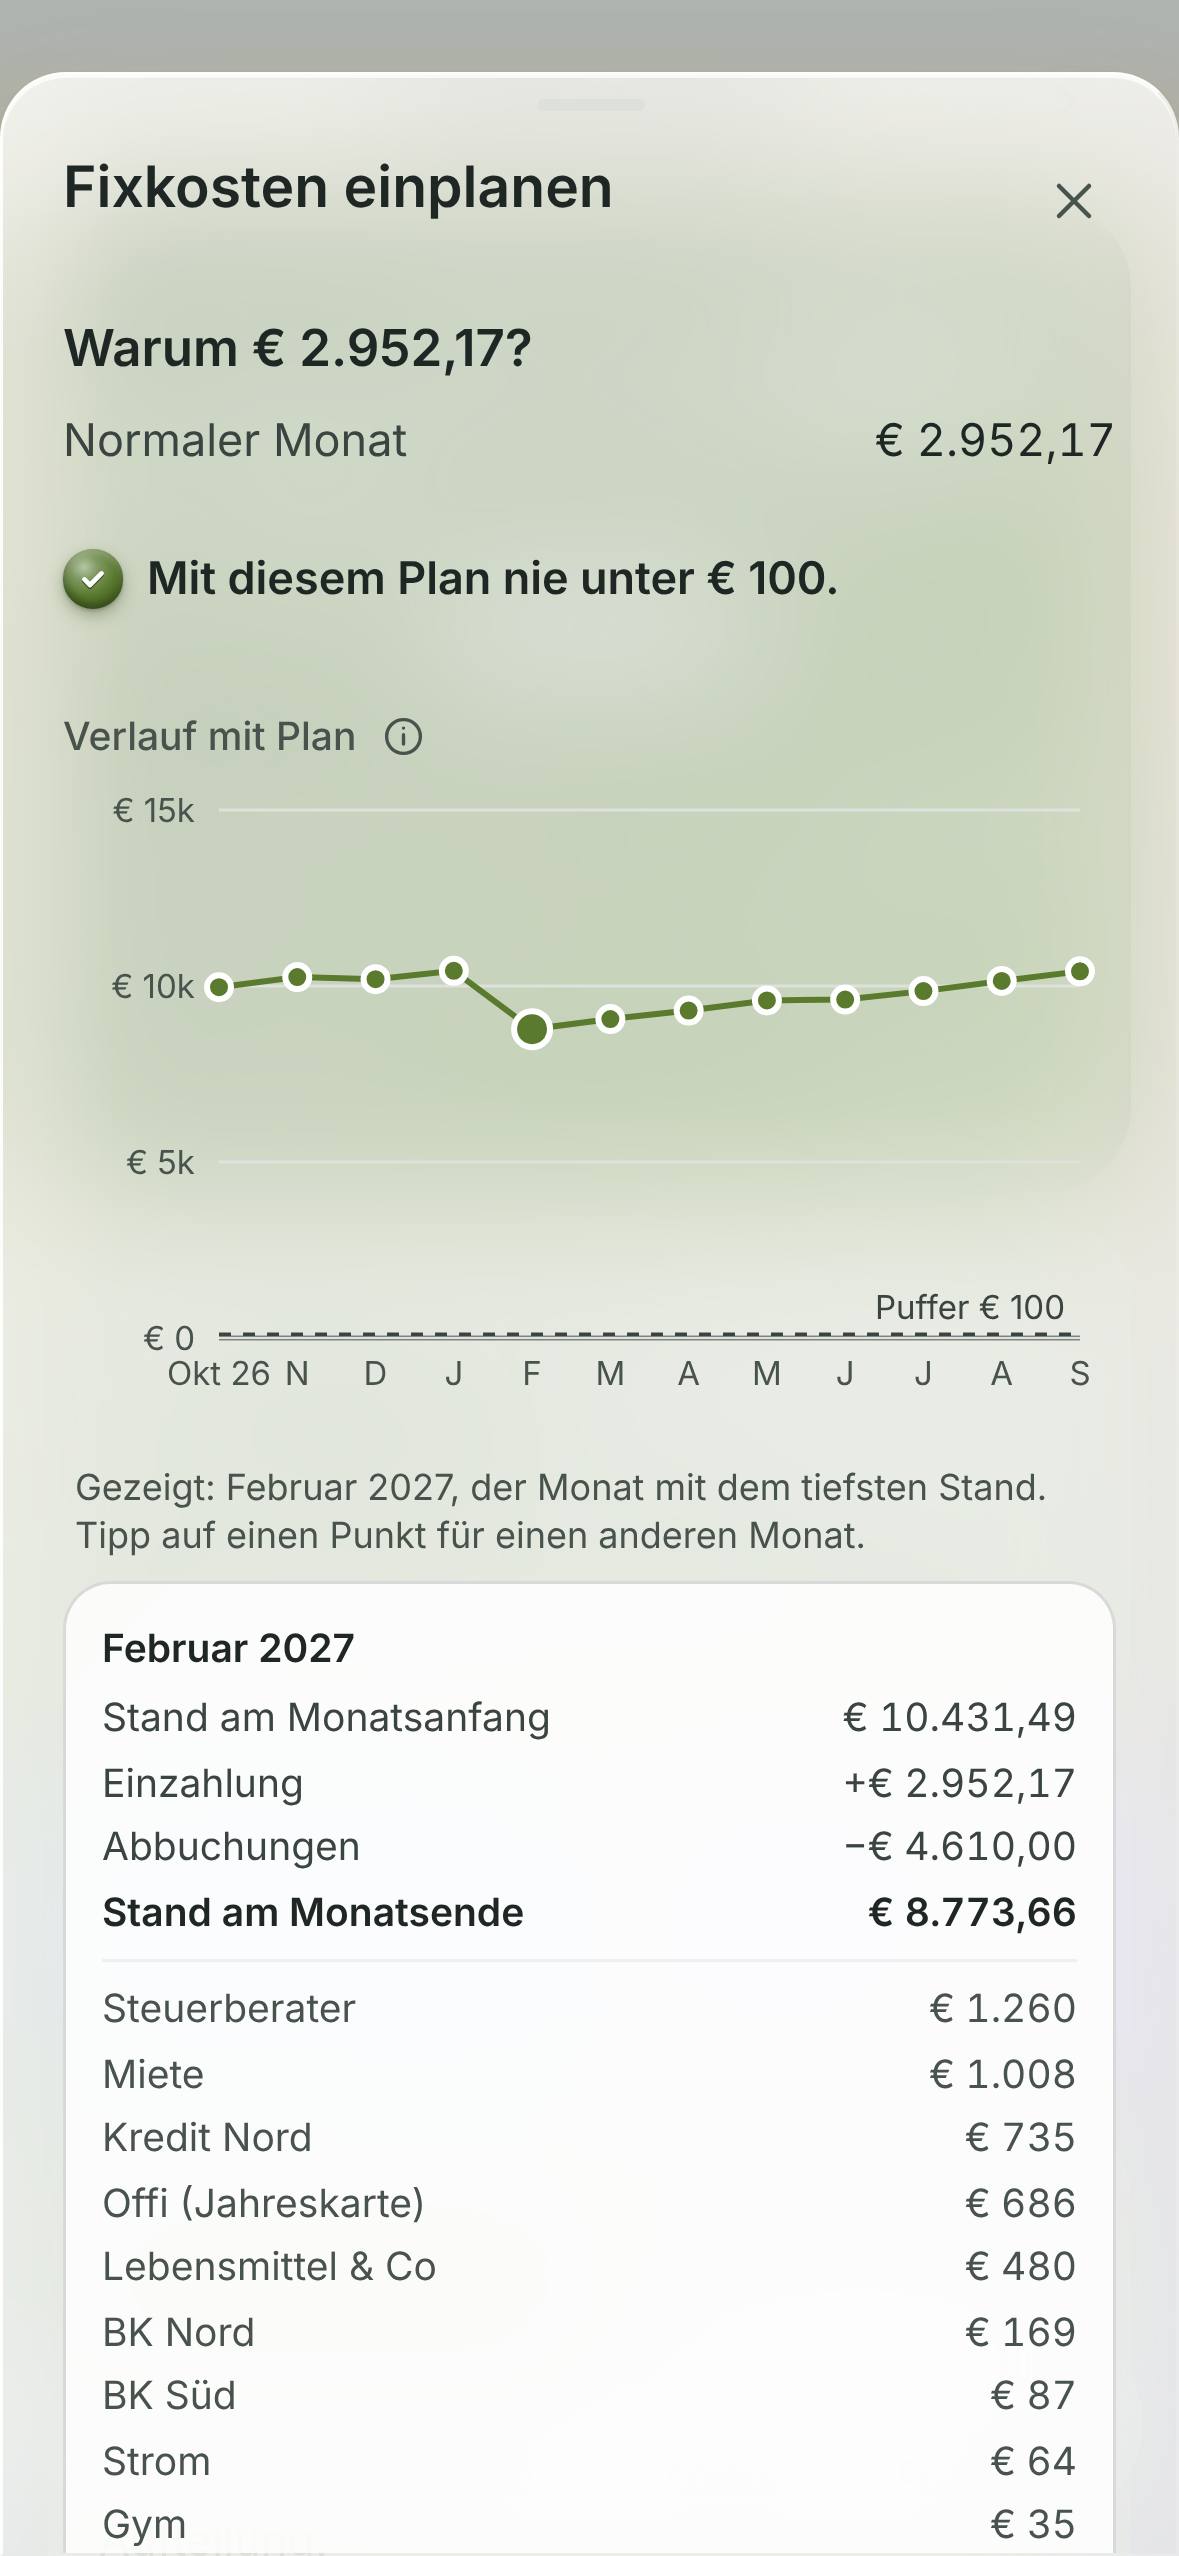 Fixkosten einplanen
Warum € 2.952,17?
Normaler Monat € 2.952,17
Mit diesem Plan nie unter € 100.
Verlauf mit Plan
€ 15k
€ 10k
€ 5k
Puffer € 100
€ 0
Okt 26 N D J F M A M J J A S
Gezeigt: Februar 2027, der Monat mit dem tiefsten Stand.
Tipp auf einen Punkt für einen anderen Monat.
Februar 2027
Stand am Monatsanfang € 10.431,49
Einzahlung +€ 2.952,17
Abbuchungen −€ 4.610,00
Stand am Monatsende € 8.773,66
Steuerberater € 1.260
Miete € 1.008
Kredit Nord € 735
Offi (Jahreskarte) € 686
Lebensmittel & Co € 480
BK Nord € 169
BK Süd € 87
Strom € 64
Gym € 35